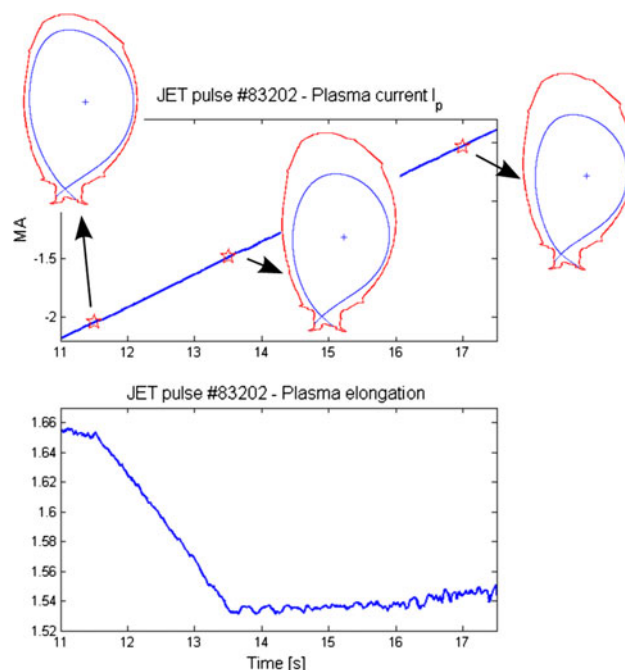 JET pulse #83202 - Plasma current Ip
MA
-1.5
-2
11 12 13 14 15 16 17
JET pulse #83202 - Plasma elongation
1.66
1.64
1.62
1.6
1.58
1.56
1.54
1.52
11 12 13 14 15 16 17
Time [s]